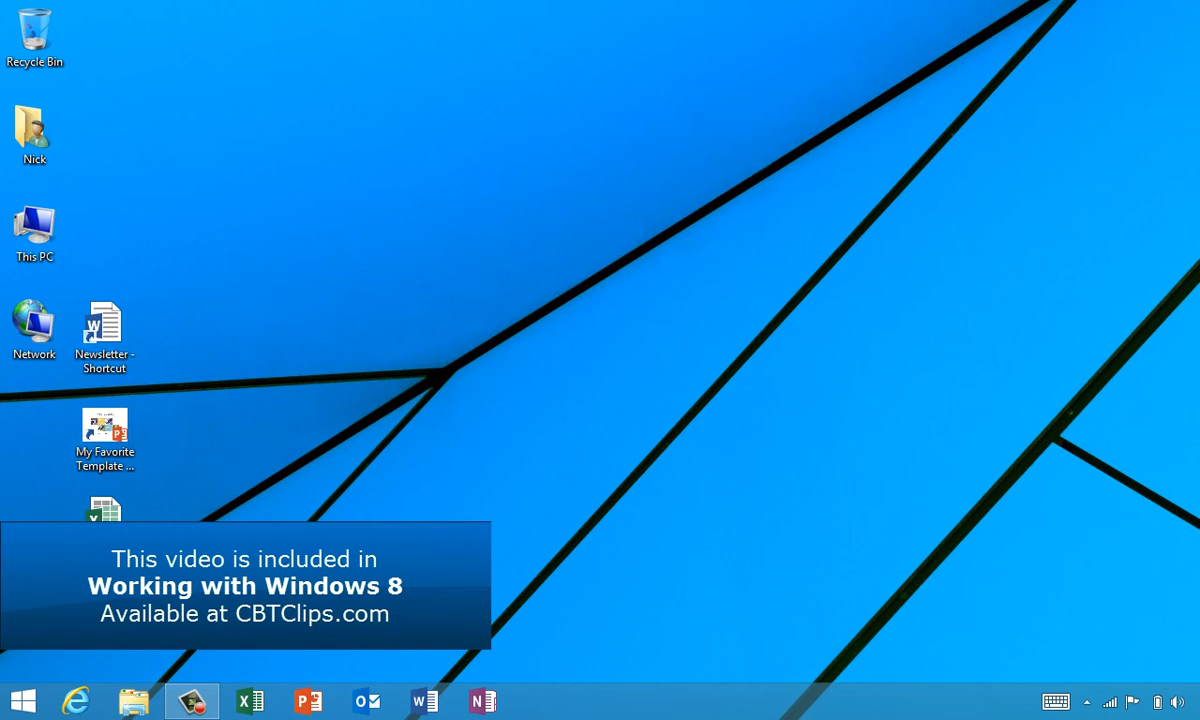 Recycle Bin
Nick
This PC
Network
Newsletter -
Shortcut
My Favorite
Template ...
This video is included in
Working with Windows 8
Available at CBTClips.com